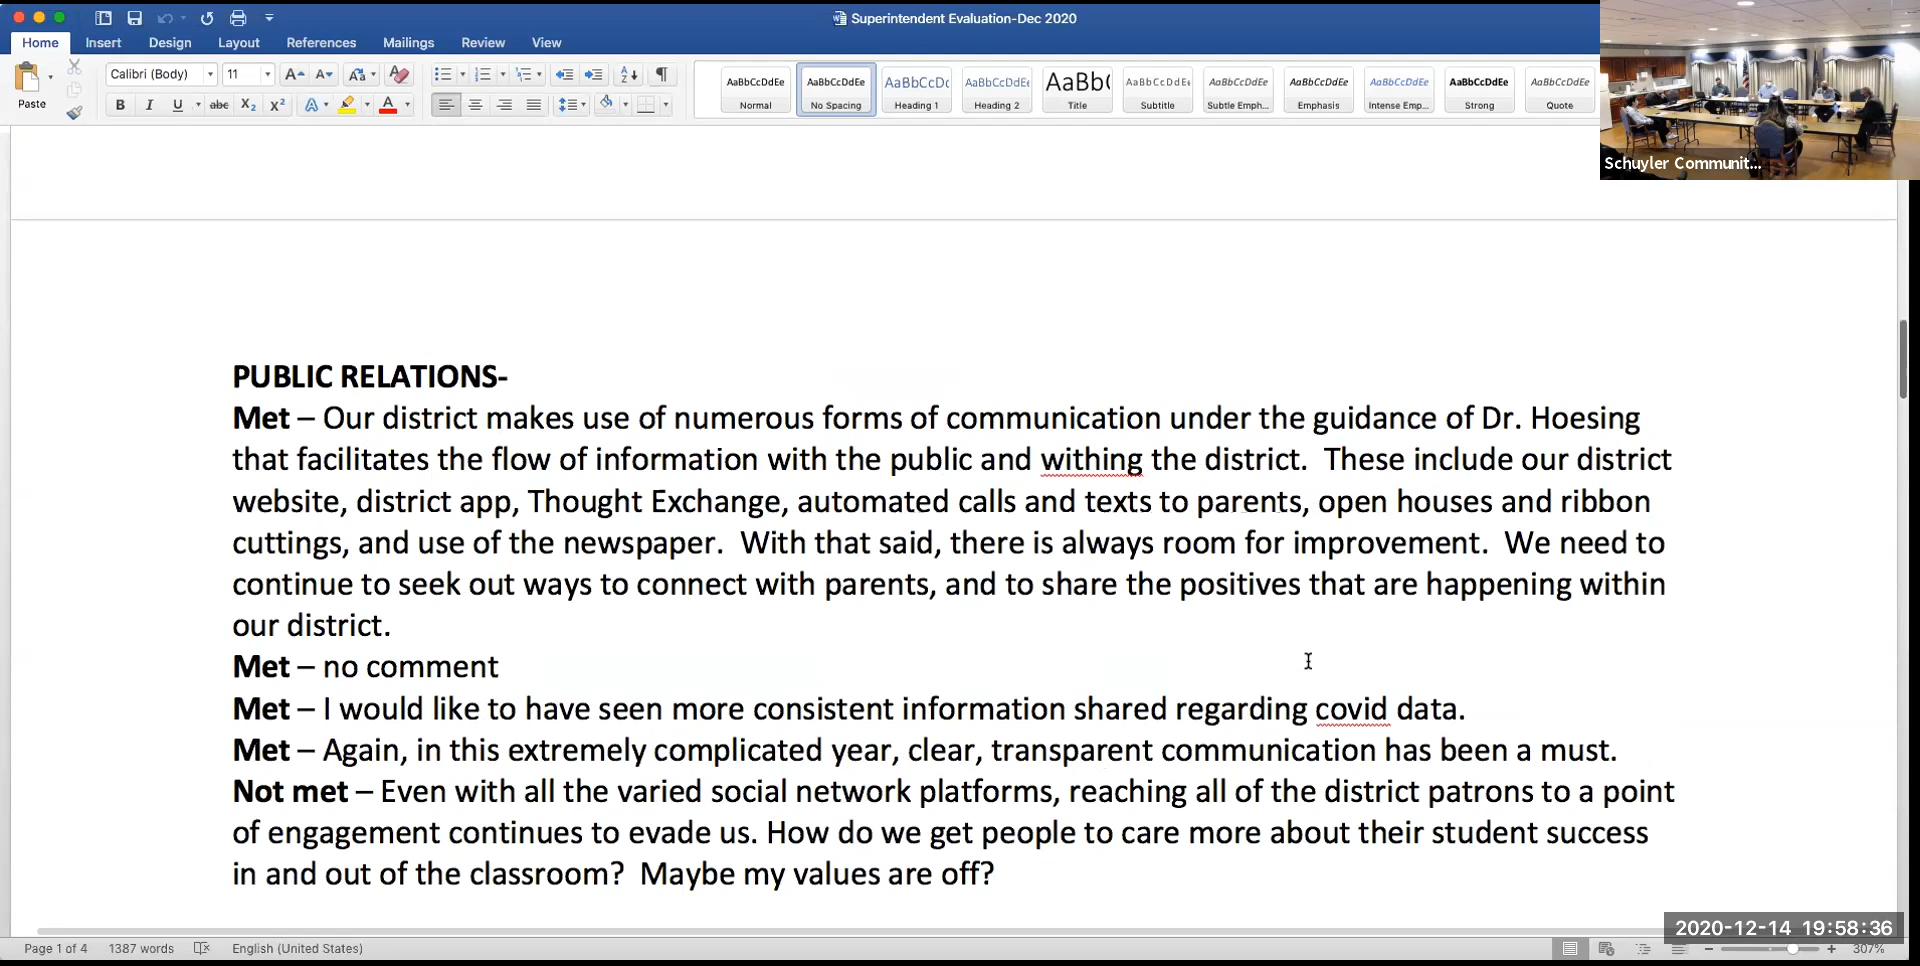 Superintendent Evaluation-Dec 2020
Home Insert Design Layout References Mailings Review View
Paste
Calibri (Body) 11
AaBbCcDdEe AaBbCcDdEe AaBbCcDc AaBbCcDdEe AaBb( AaBbCcDdEe AaBbCcDdEe AaBbCcDdEe AaBbCcDdEe AaBbCcDdEe AaBbCcDdEe
Normal No Spacing Heading 1 Heading 2 Title Subtitle Subtle Emph... Emphasis Intense Emp... Strong Quote
Schuyler Communit...
PUBLIC RELATIONS-
Met – Our district makes use of numerous forms of communication under the guidance of Dr. Hoesing
that facilitates the flow of information with the public and withing the district.  These include our district
website, district app, Thought Exchange, automated calls and texts to parents, open houses and ribbon
cuttings, and use of the newspaper.  With that said, there is always room for improvement.  We need to
continue to seek out ways to connect with parents, and to share the positives that are happening within
our district.
Met – no comment
Met – I would like to have seen more consistent information shared regarding covid data.
Met – Again, in this extremely complicated year, clear, transparent communication has been a must.
Not met – Even with all the varied social network platforms, reaching all of the district patrons to a point
of engagement continues to evade us. How do we get people to care more about their student success
in and out of the classroom?  Maybe my values are off?
2020-12-14 19:58:36
Page 1 of 4 1387 words English (United States) 307%